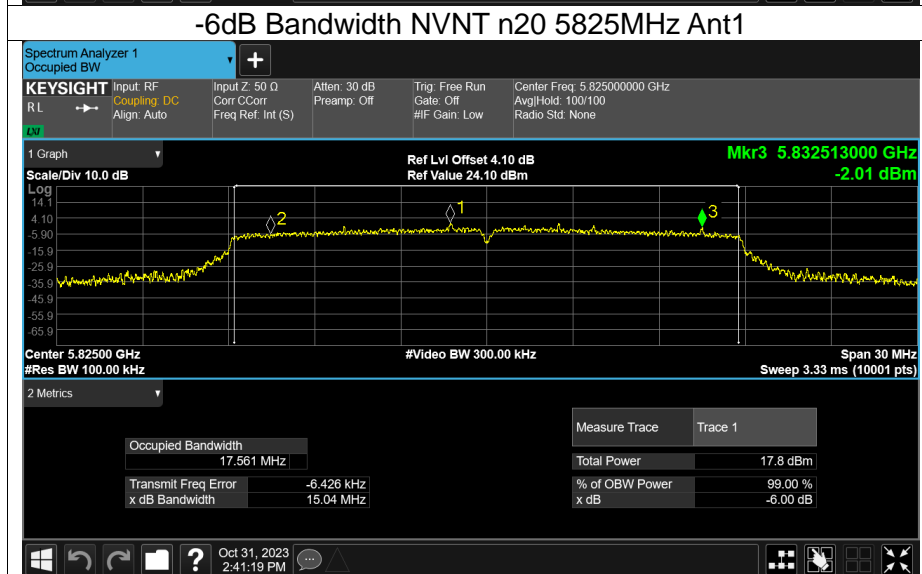 -6dB Bandwidth NVNT n20 5825MHz Ant1
Spectrum Analyzer 1
Occupied BW
+
KEYSIGHT
R L
LXI
Input: RF
Coupling: DC
Align: Auto
Input Z: 50 Ω
Corr CCorr
Freq Ref: Int (S)
Atten: 30 dB
Preamp: Off
Trig: Free Run
Gate: Off
#IF Gain: Low
Center Freq: 5.825000000 GHz
Avg|Hold: 100/100
Radio Std: None
1 Graph
Scale/Div 10.0 dB
Ref Lvl Offset 4.10 dB
Ref Value 24.10 dBm
Mkr3 5.832513000 GHz
-2.01 dBm
Log
14.1
4.10
-5.90
-15.9
-25.9
-35.9
-45.9
-55.9
-65.9
2
1
3
Center 5.82500 GHz
#Res BW 100.00 kHz
#Video BW 300.00 kHz
Span 30 MHz
Sweep 3.33 ms (10001 pts)
2 Metrics
Occupied Bandwidth
17.561 MHz
Transmit Freq Error -6.426 kHz
x dB Bandwidth 15.04 MHz
Measure Trace Trace 1
Total Power 17.8 dBm
% of OBW Power 99.00 %
x dB -6.00 dB
?
Oct 31, 2023
2:41:19 PM